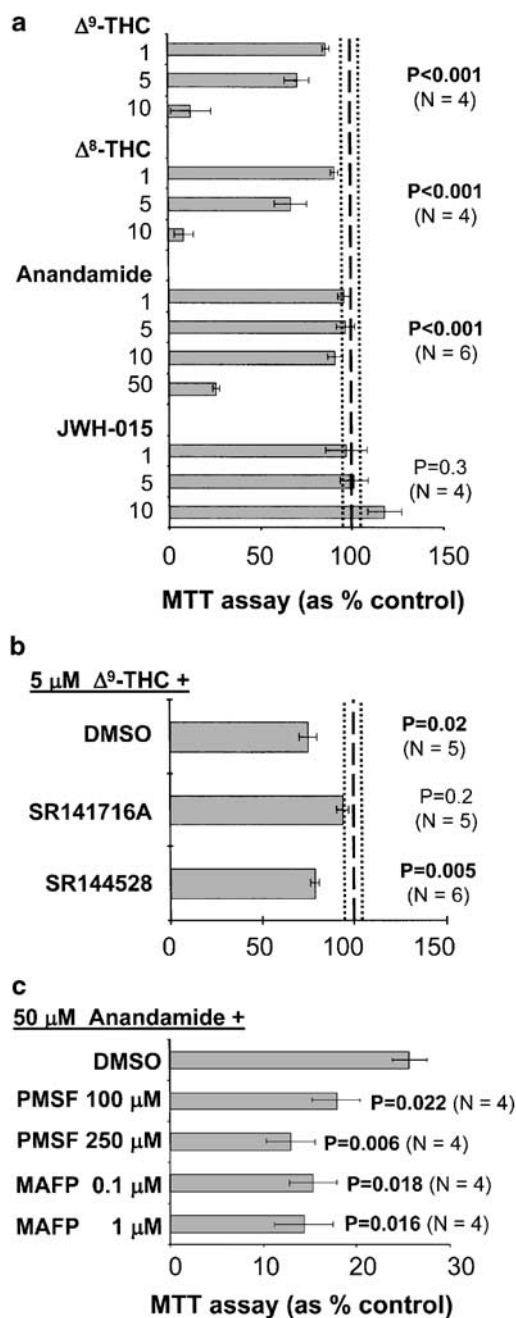 a
Δ⁹-THC
1
5
10
P<0.001
(N = 4)
Δ⁸-THC
1
5
10
P<0.001
(N = 4)
Anandamide
1
5
10
50
P<0.001
(N = 6)
JWH-015
1
5
10
P=0.3
(N = 4)
0 50 100 150
MTT assay (as % control)
b
5 µM Δ⁹-THC +
DMSO
P=0.02
(N = 5)
SR141716A
P=0.2
(N = 5)
SR144528
P=0.005
(N = 6)
0 50 100 150
c
50 µM Anandamide +
DMSO
PMSF 100 µM P=0.022 (N = 4)
PMSF 250 µM P=0.006 (N = 4)
MAFP 0.1 µM P=0.018 (N = 4)
MAFP 1 µM P=0.016 (N = 4)
0 10 20 30
MTT assay (as % control)